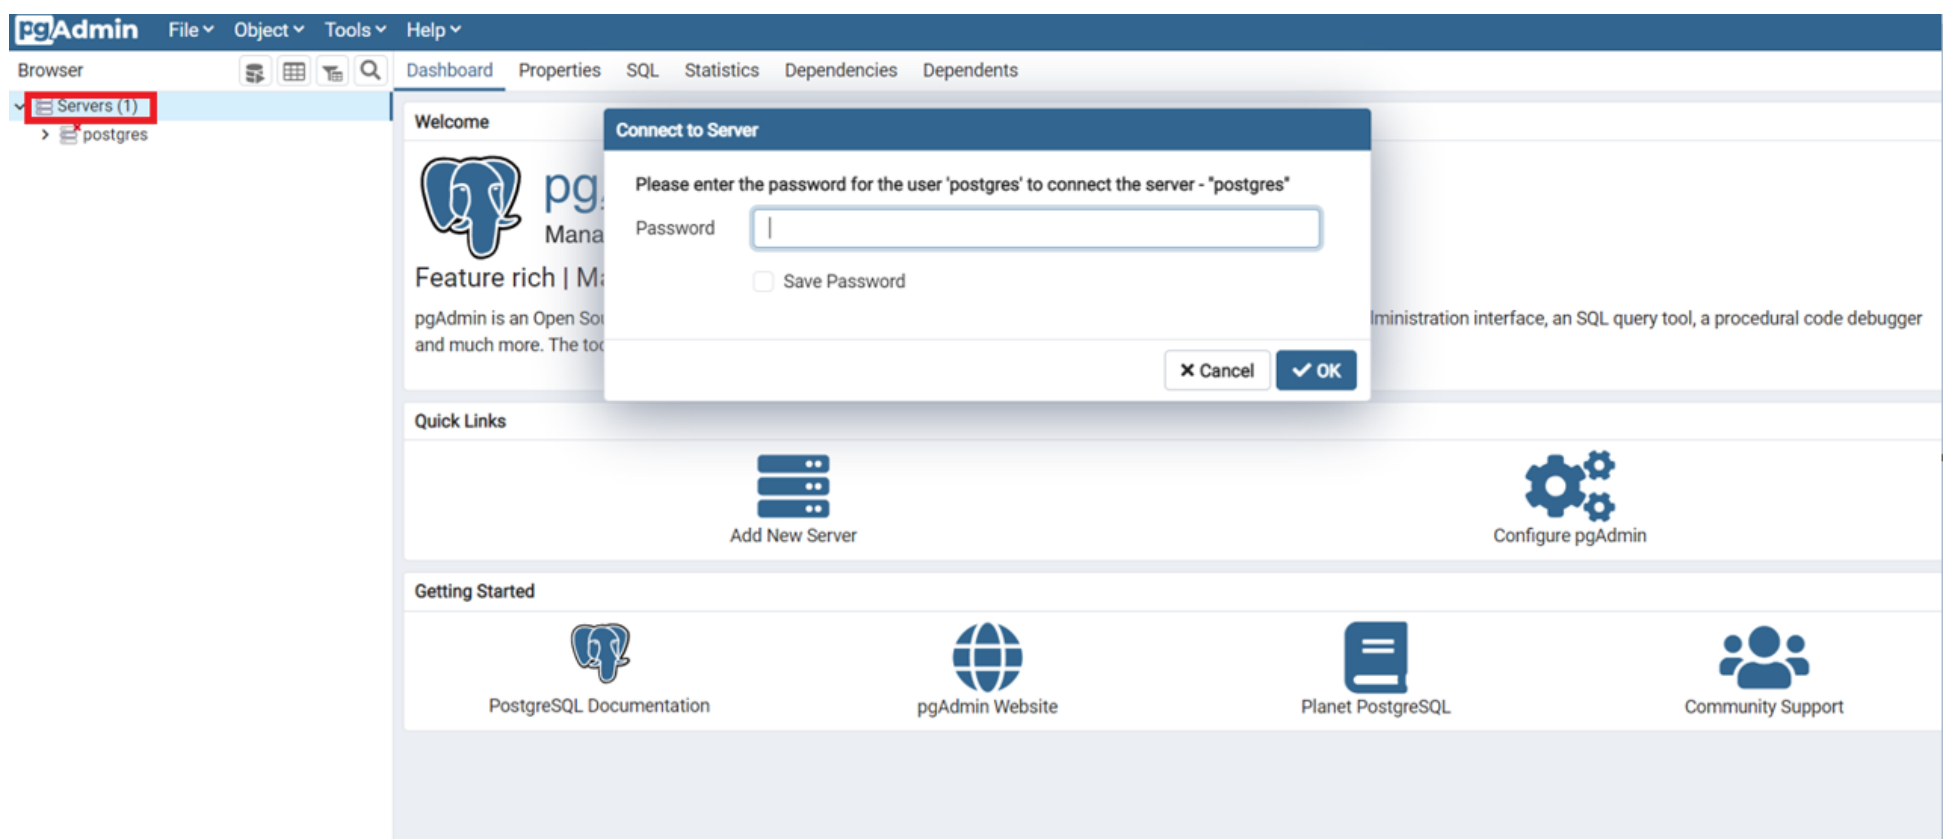 pgAdmin File Object Tools Help
Browser
Dashboard Properties SQL Statistics Dependencies Dependents
Servers (1)
postgres
Welcome
pg
Mana
Feature rich |
pgAdmin is an Open
and much more. The
Connect to Server
Please enter the password for the user 'postgres' to connect the server - "postgres"
Password
Save Password
Cancel OK
interface, an SQL query tool, a procedural code debugger
Quick Links
Add New Server
Configure pgAdmin
Getting Started
PostgreSQL Documentation
pgAdmin Website
Planet PostgreSQL
Community Support